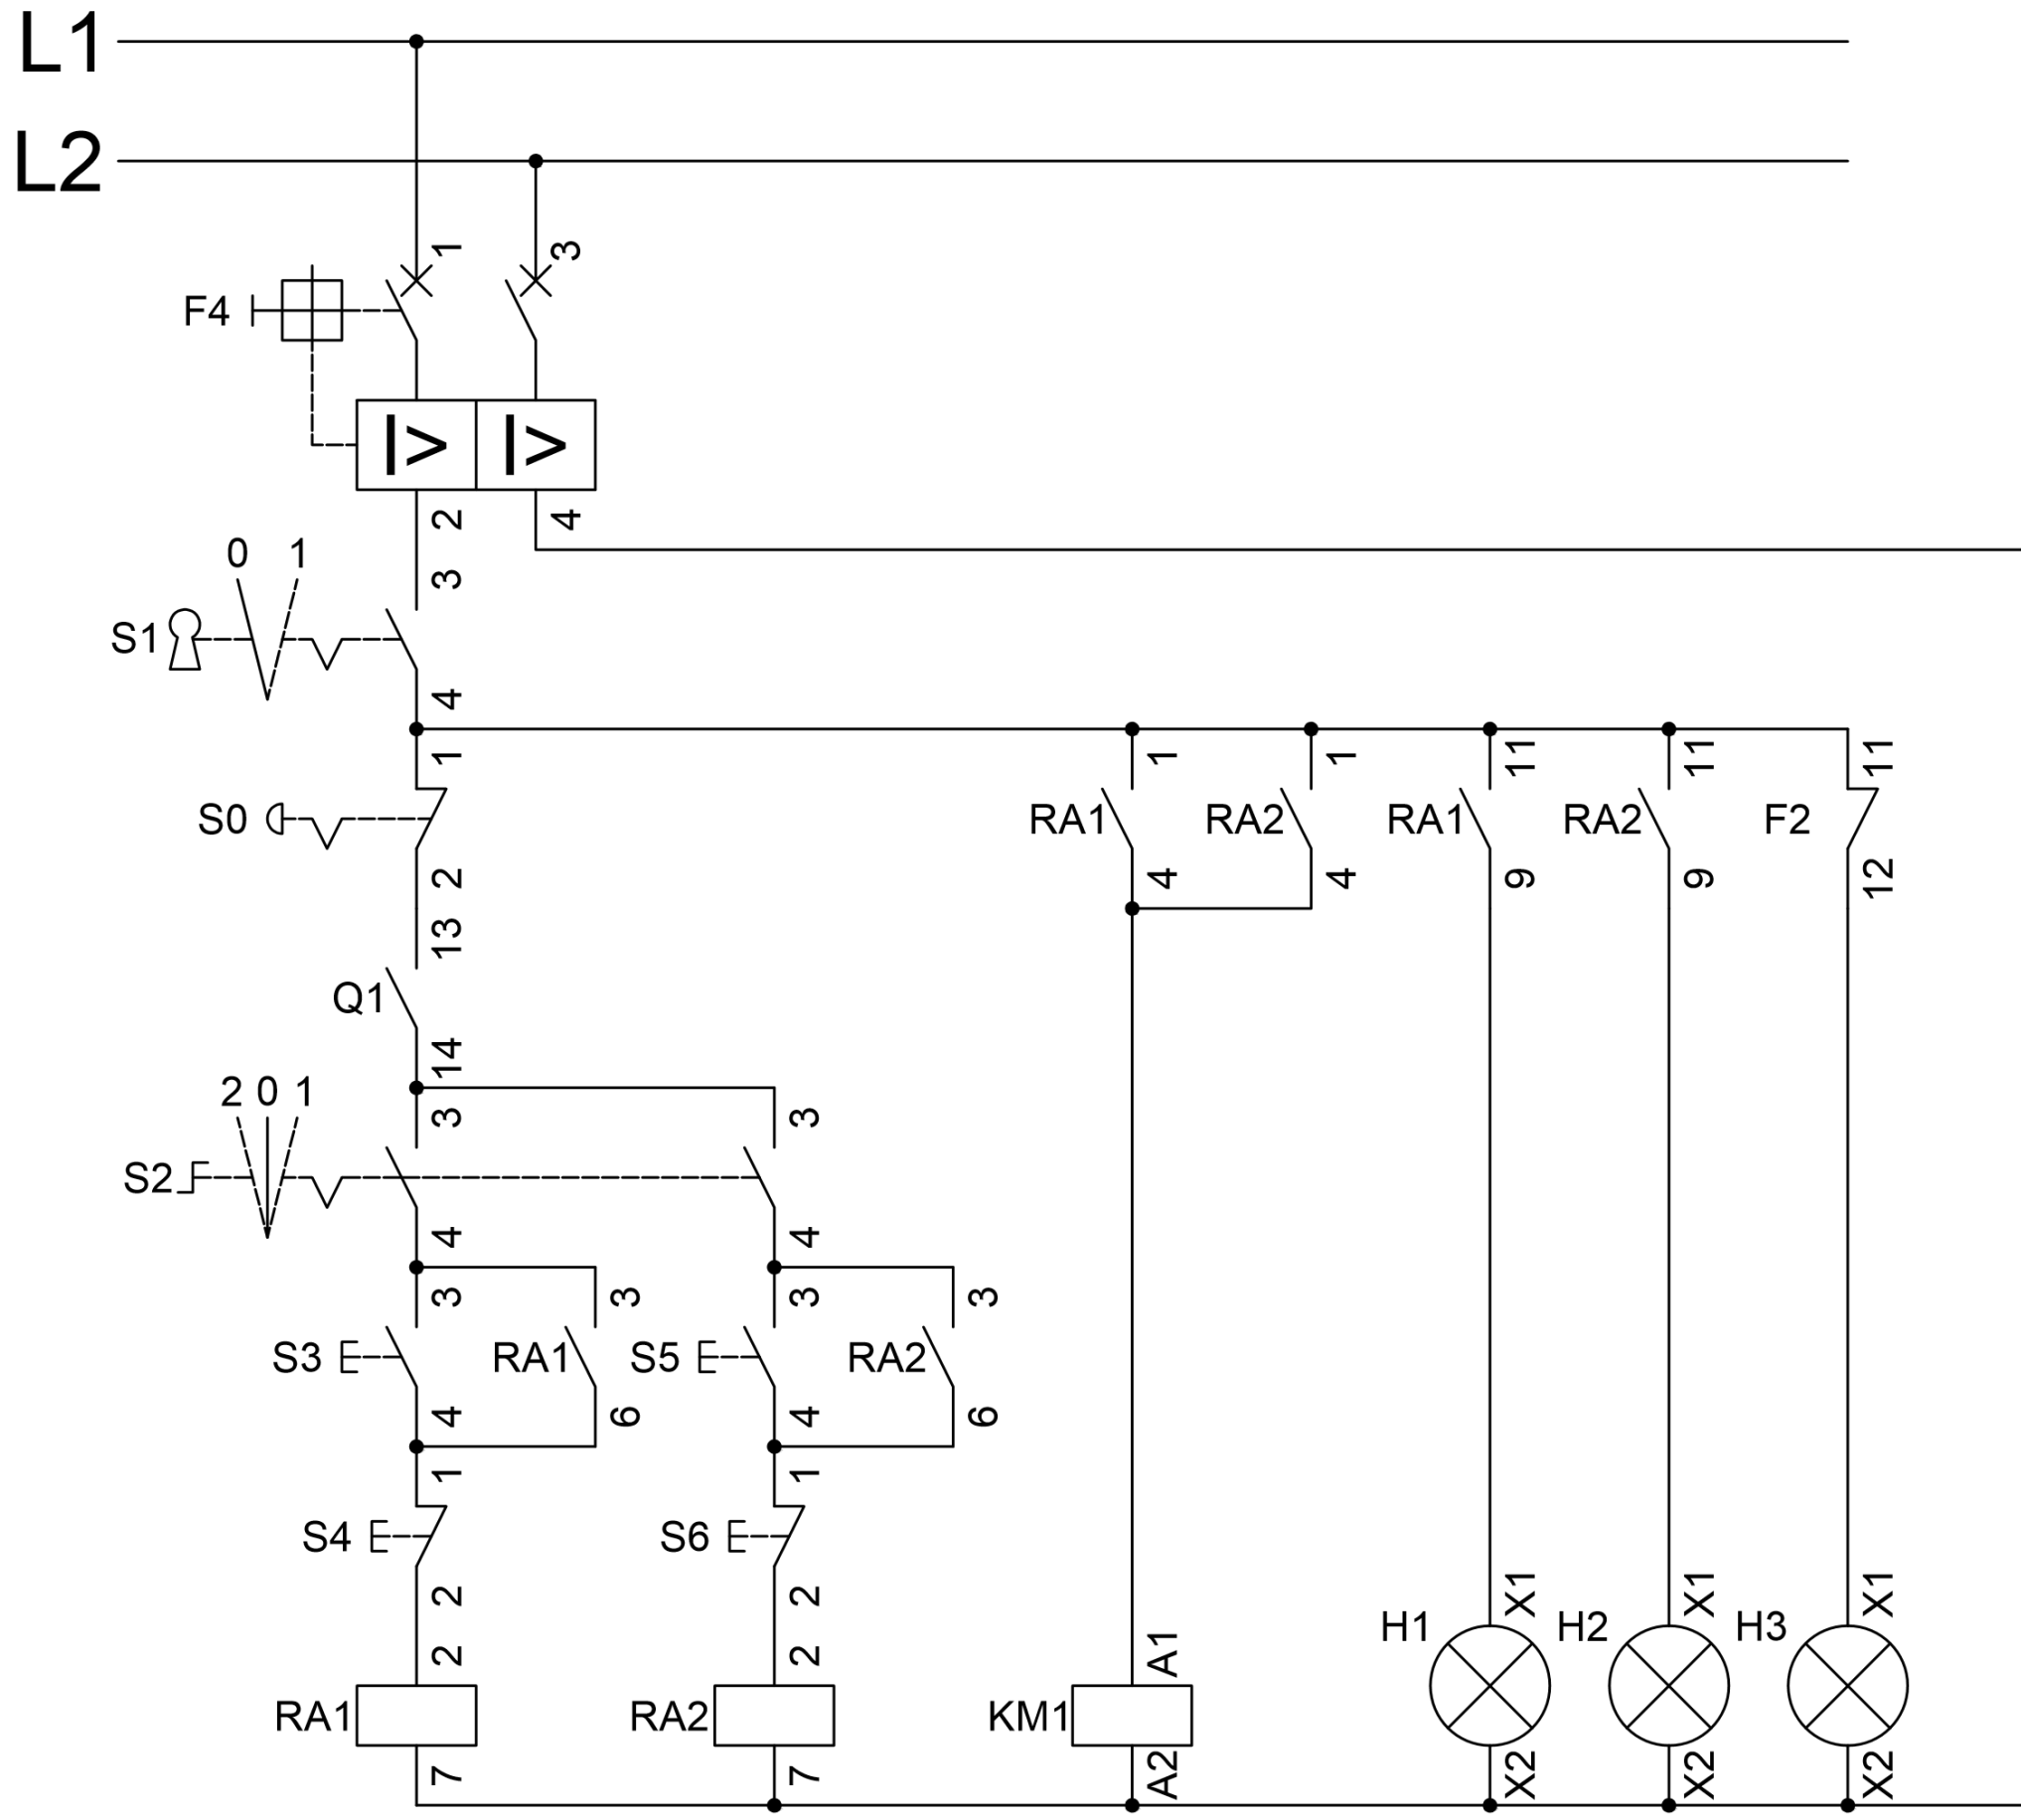 L1
L2
1 3
F4
I> I>
2 4
0 1 3
S1
4
1 1 1 11 11 11
S0 RA1 RA2 RA1 RA2 F2
2 4 4 9 9 12
13
Q1
14
2 0 1 3 3
S2
4 4
3 3 3 3
S3 RA1 S5 RA2
4 6 4 6
1 1
S4 S6
2 2 X1 X1 X1
H1 H2 H3
2 2 A1
RA1 RA2 KM1
7 7 A2 X2 X2 X2